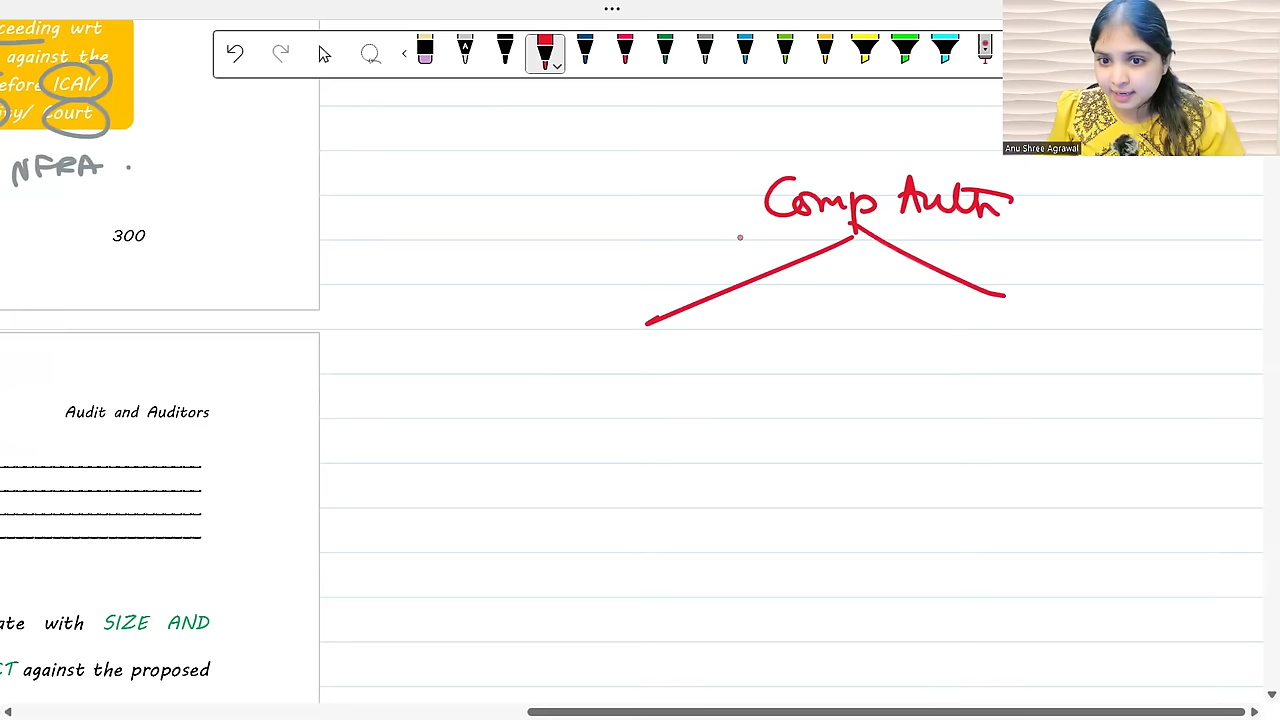 ceeding wrt
against the
efore ICAI/
Court
NFRA .
300
Comp Auth
Anu Shree Agrawal
Audit and Auditors
ate with SIZE AND
CT against the proposed